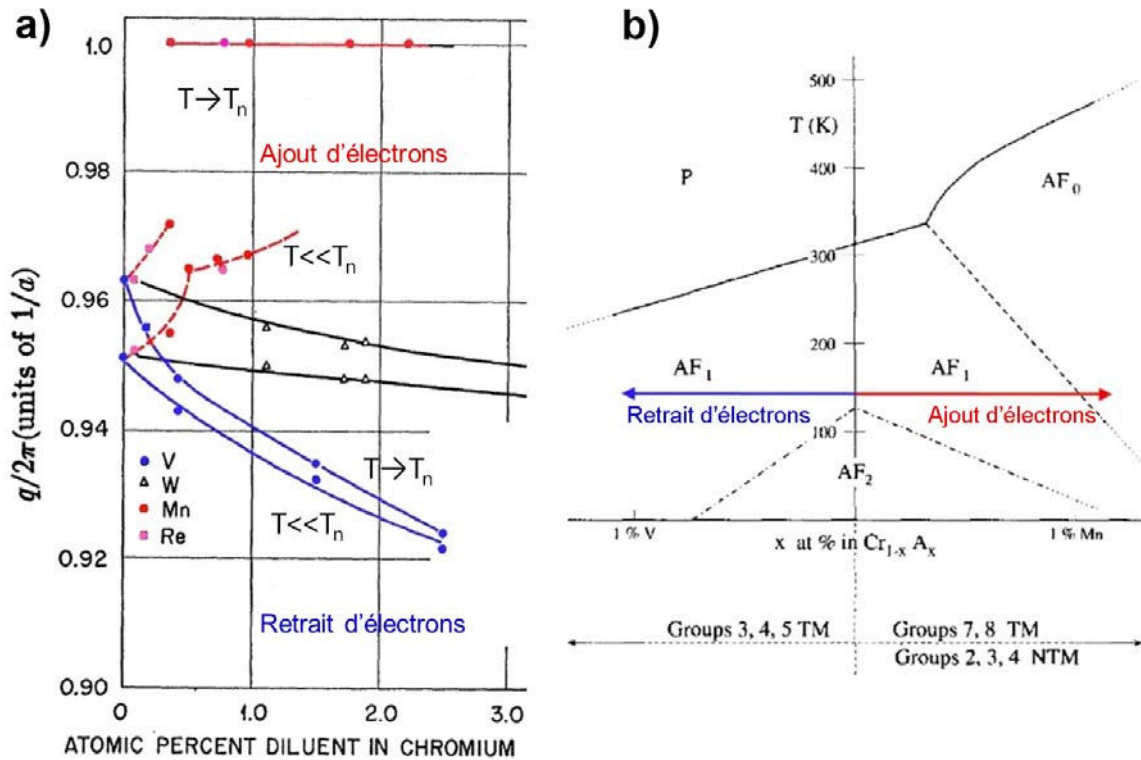 a)
q/2π(units of 1/a)
1.0
0.98
0.96
0.94
0.92
0.90
T→Tn
Ajout d'électrons
T<<Tn
T→Tn
T<<Tn
V
W
Mn
Re
W
W
W
W
W
W
Retrait d'électrons
0 1.0 2.0 3.0
ATOMIC PERCENT DILUENT IN CHROMIUM
b)
500
T (K)
400
P
AF0
300
200
AF1 AF1
Retrait d'électrons Ajout d'électrons
100
AF2
1 % V 1 % Mn
x at % in Cr1-x Ax
Groups 3, 4, 5 TM Groups 7, 8 TM
Groups 2, 3, 4 NTM